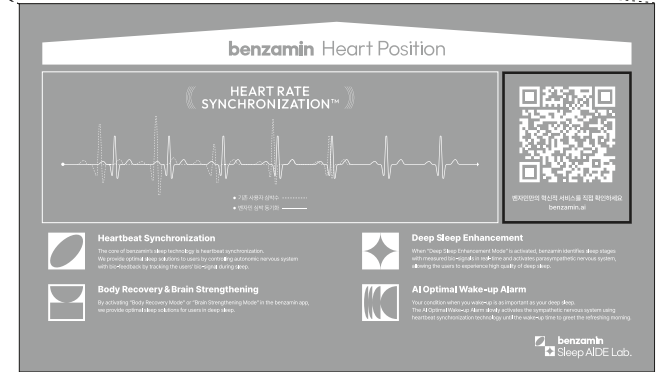 benzamin Heart Position
HEART RATE
SYNCHRONIZATION™
● 기존 사용자 심박수
● 벤자민 심박 동기화
벤자민만의 혁신적 서비스를 직접 확인하세요
benzamin.ai
Heartbeat Synchronization
The core of benzamin's sleep technology is heartbeat synchronization.
We provide optimal sleep solutions to users by controlling autonomic nervous system
with bio-feedback by tracking the users' bio-signal during sleep.
Deep Sleep Enhancement
When "Deep Sleep Enhancement Mode" is activated, benzamin identifies sleep stages
with measured bio-signals in real-time and activates parasympathetic nervous system,
allowing the users to experience high quality of deep sleep.
Body Recovery & Brain Strengthening
By activating "Body Recovery Mode" or "Brain Strengthening Mode" in the benzamin app,
we provide optimal sleep solutions for users in deep sleep.
AI Optimal Wake-up Alarm
Your condition when you wake-up is as important as your deep sleep.
The AI Optimal Wake-up Alarm slowly activates the sympathetic nervous system using
heartbeat synchronization technology until the wake-up time to greet the refreshing morning.
benzamin
Sleep AIDE Lab.